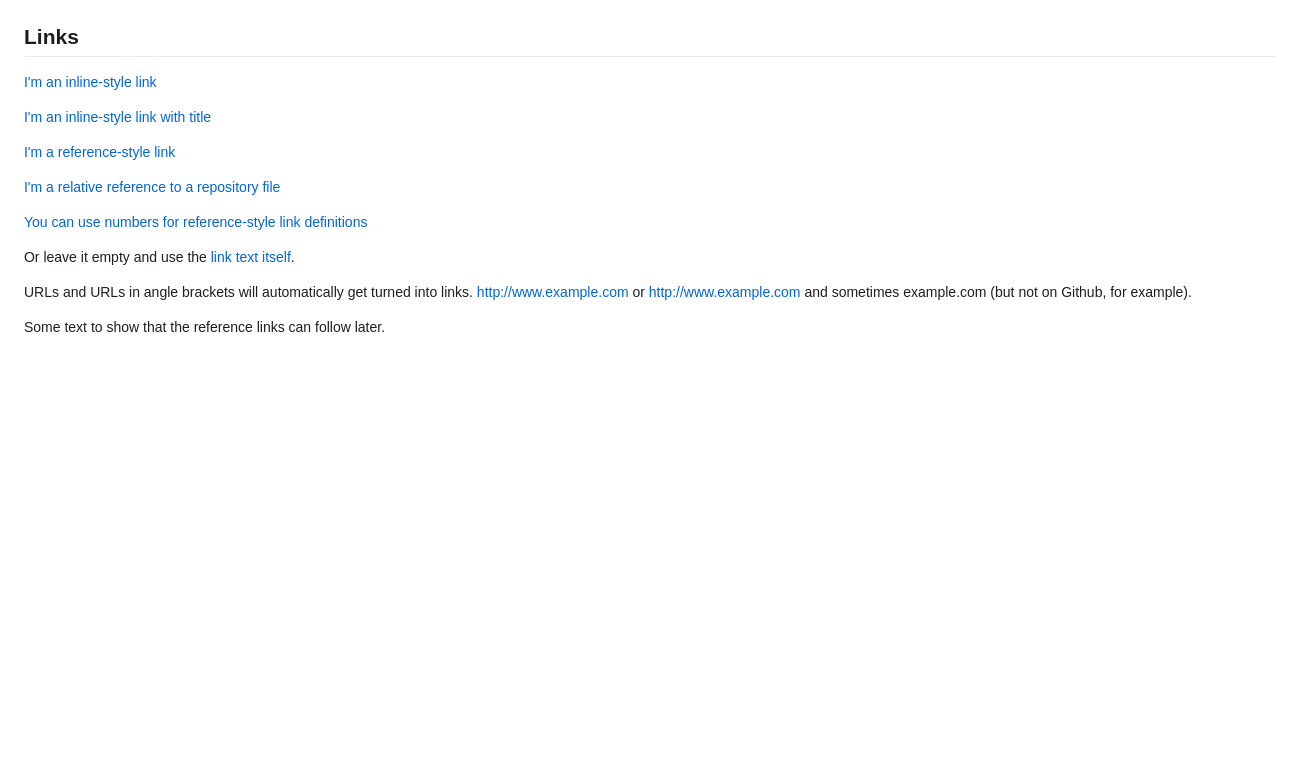 Links
I'm an inline-style link
I'm an inline-style link with title
I'm a reference-style link
I'm a relative reference to a repository file
You can use numbers for reference-style link definitions
Or leave it empty and use the link text itself.
URLs and URLs in angle brackets will automatically get turned into links. http://www.example.com or http://www.example.com and sometimes example.com (but not on Github, for example).
Some text to show that the reference links can follow later.